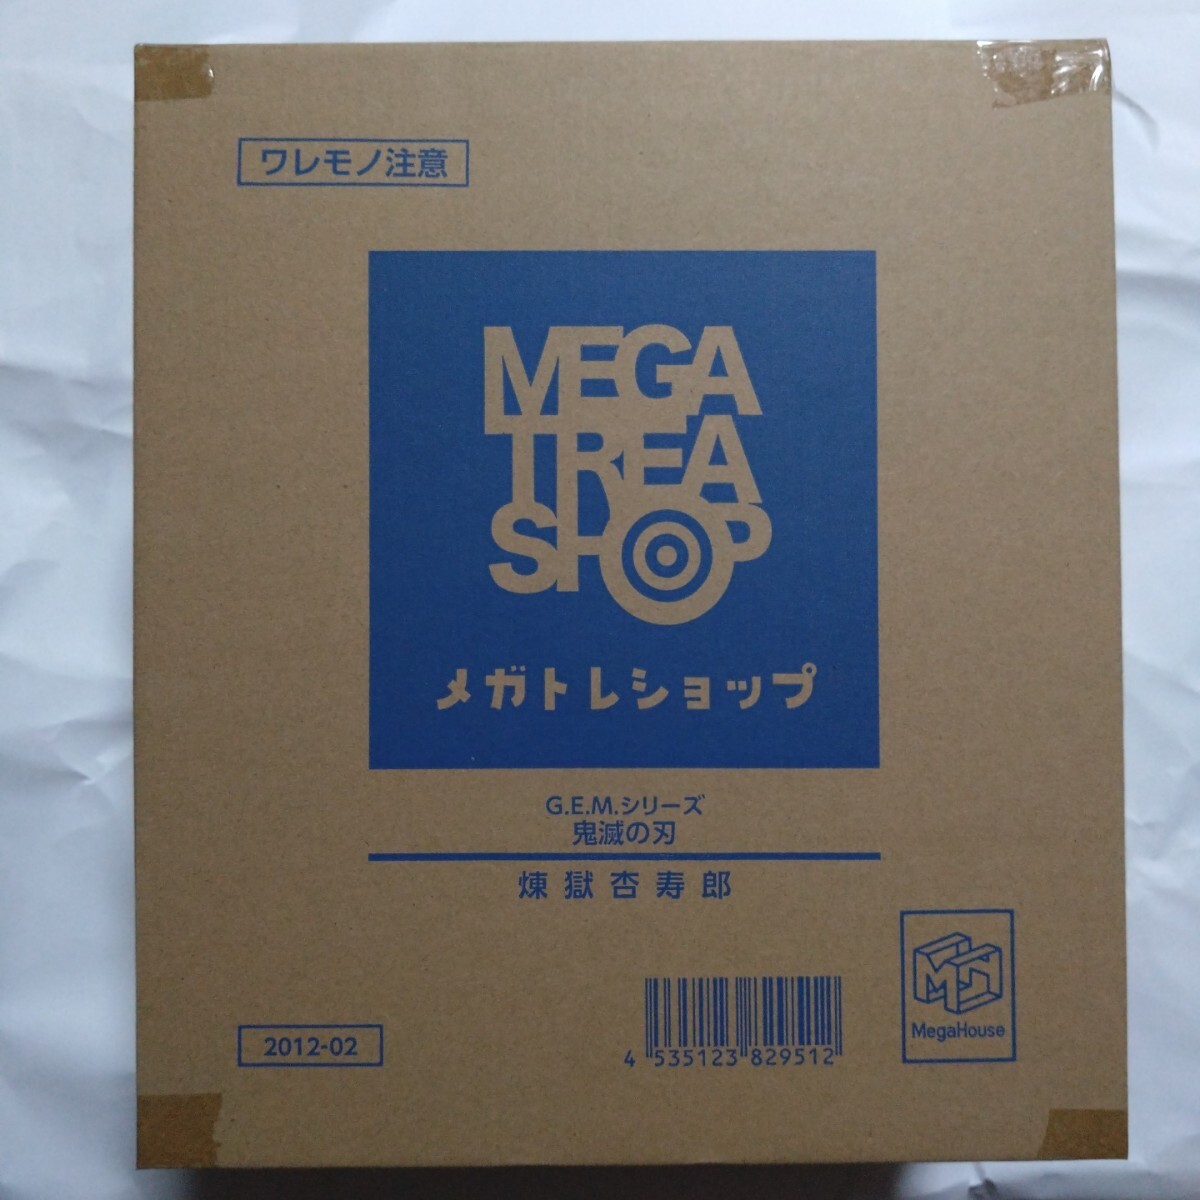 ワレモノ注意
MEGA
TREA
SHOP
メガトレショップ
G.E.M.シリーズ
鬼滅の刃
煉獄杏寿郎
MegaHouse
2012-02
4 535123 829512